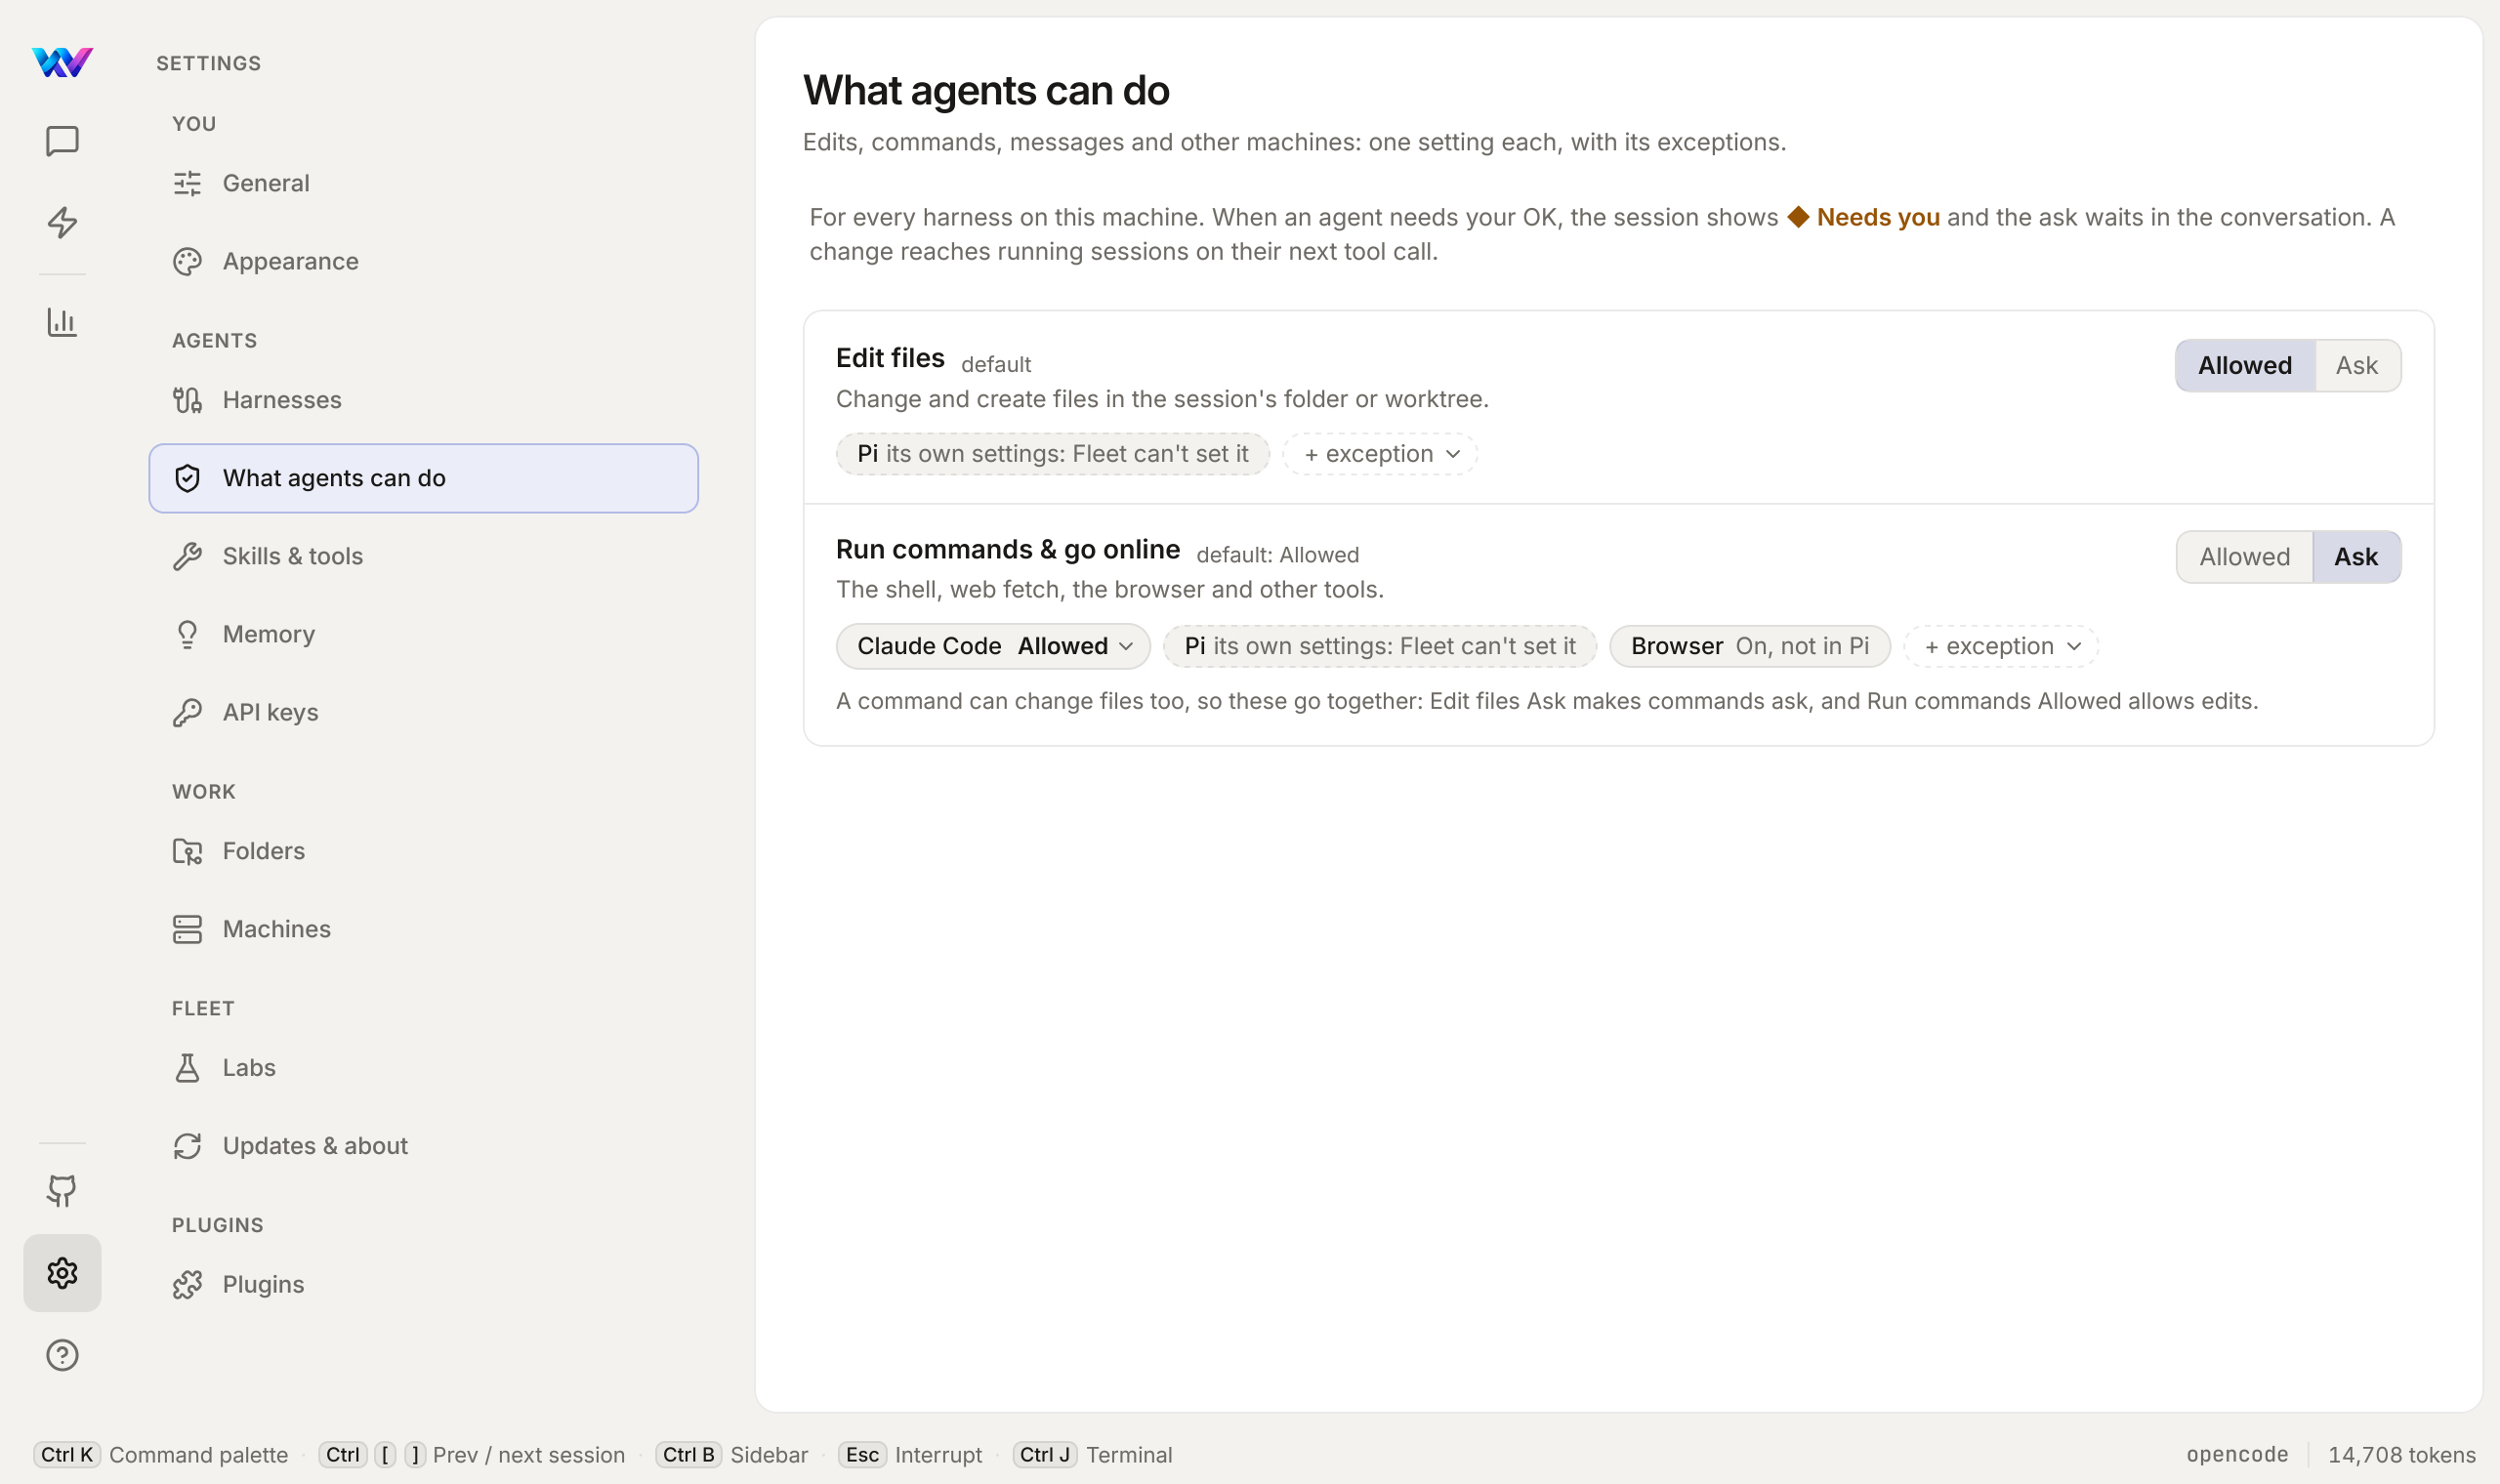 SETTINGS
YOU
General
Appearance
AGENTS
Harnesses
What agents can do
Skills & tools
Memory
API keys
WORK
Folders
Machines
FLEET
Labs
Updates & about
PLUGINS
Plugins
What agents can do
Edits, commands, messages and other machines: one setting each, with its exceptions.
For every harness on this machine. When an agent needs your OK, the session shows ◆ Needs you and the ask waits in the conversation. A
change reaches running sessions on their next tool call.
Edit files default
Allowed Ask
Change and create files in the session's folder or worktree.
Pi its own settings: Fleet can't set it + exception
Run commands & go online default: Allowed
Allowed Ask
The shell, web fetch, the browser and other tools.
Claude Code Allowed Pi its own settings: Fleet can't set it Browser On, not in Pi + exception
A command can change files too, so these go together: Edit files Ask makes commands ask, and Run commands Allowed allows edits.
Ctrl K Command palette · Ctrl [ ] Prev / next session · Ctrl B Sidebar · Esc Interrupt · Ctrl J Terminal
opencode 14,708 tokens